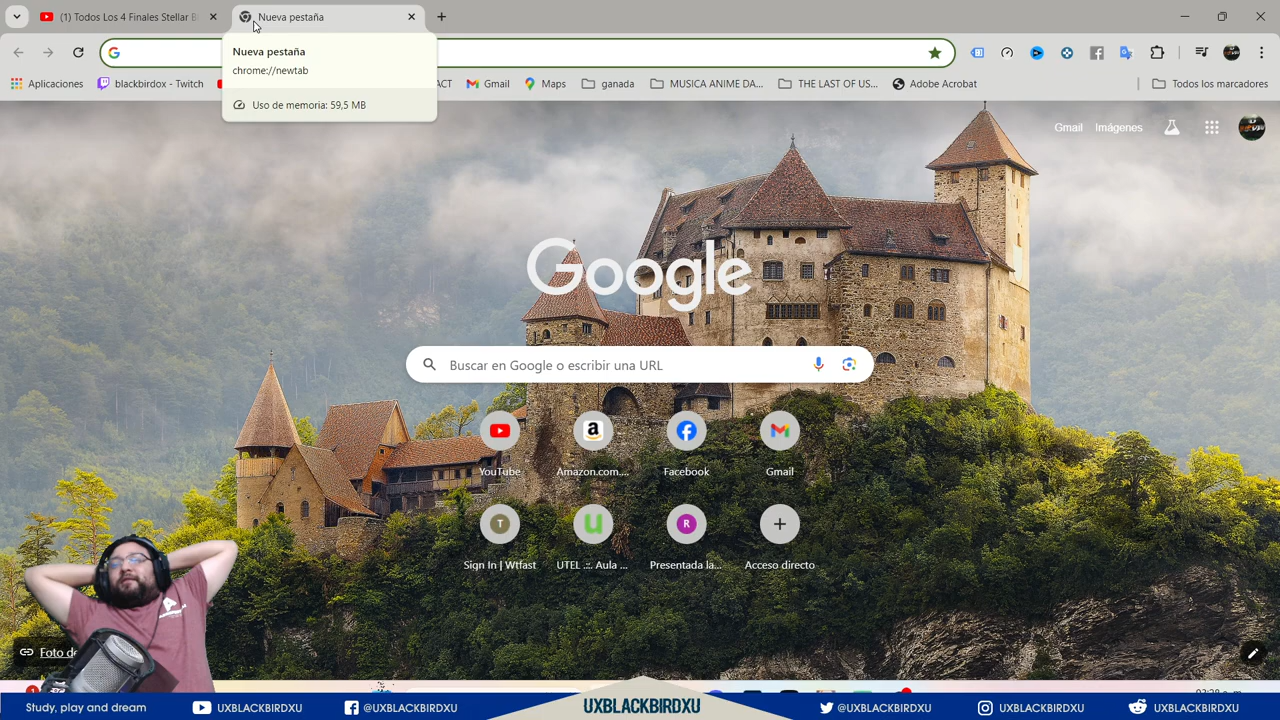 (1) Todos Los 4 Finales Stellar B
Nueva pestaña
Nueva pestaña
chrome://newtab
Uso de memoria: 59,5 MB
Aplicaciones
blackbirdox - Twitch
ACT
Gmail
Maps
ganada
MUSICA ANIME DA...
THE LAST OF US...
Adobe Acrobat
Todos los marcadores
Gmail
Imágenes
Google
Buscar en Google o escribir una URL
YouTube
Amazon.com....
Facebook
Gmail
T
R
Sign In | Wtfast
UTEL .:. Aula ...
Presentada la...
Acceso directo
Foto de
Study, play and dream
UXBLACKBIRDXU
@UXBLACKBIRDXU
UXBLACKBIRDXU
@UXBLACKBIRDXU
UXBLACKBIRDXU
UXBLACKBIRDXU